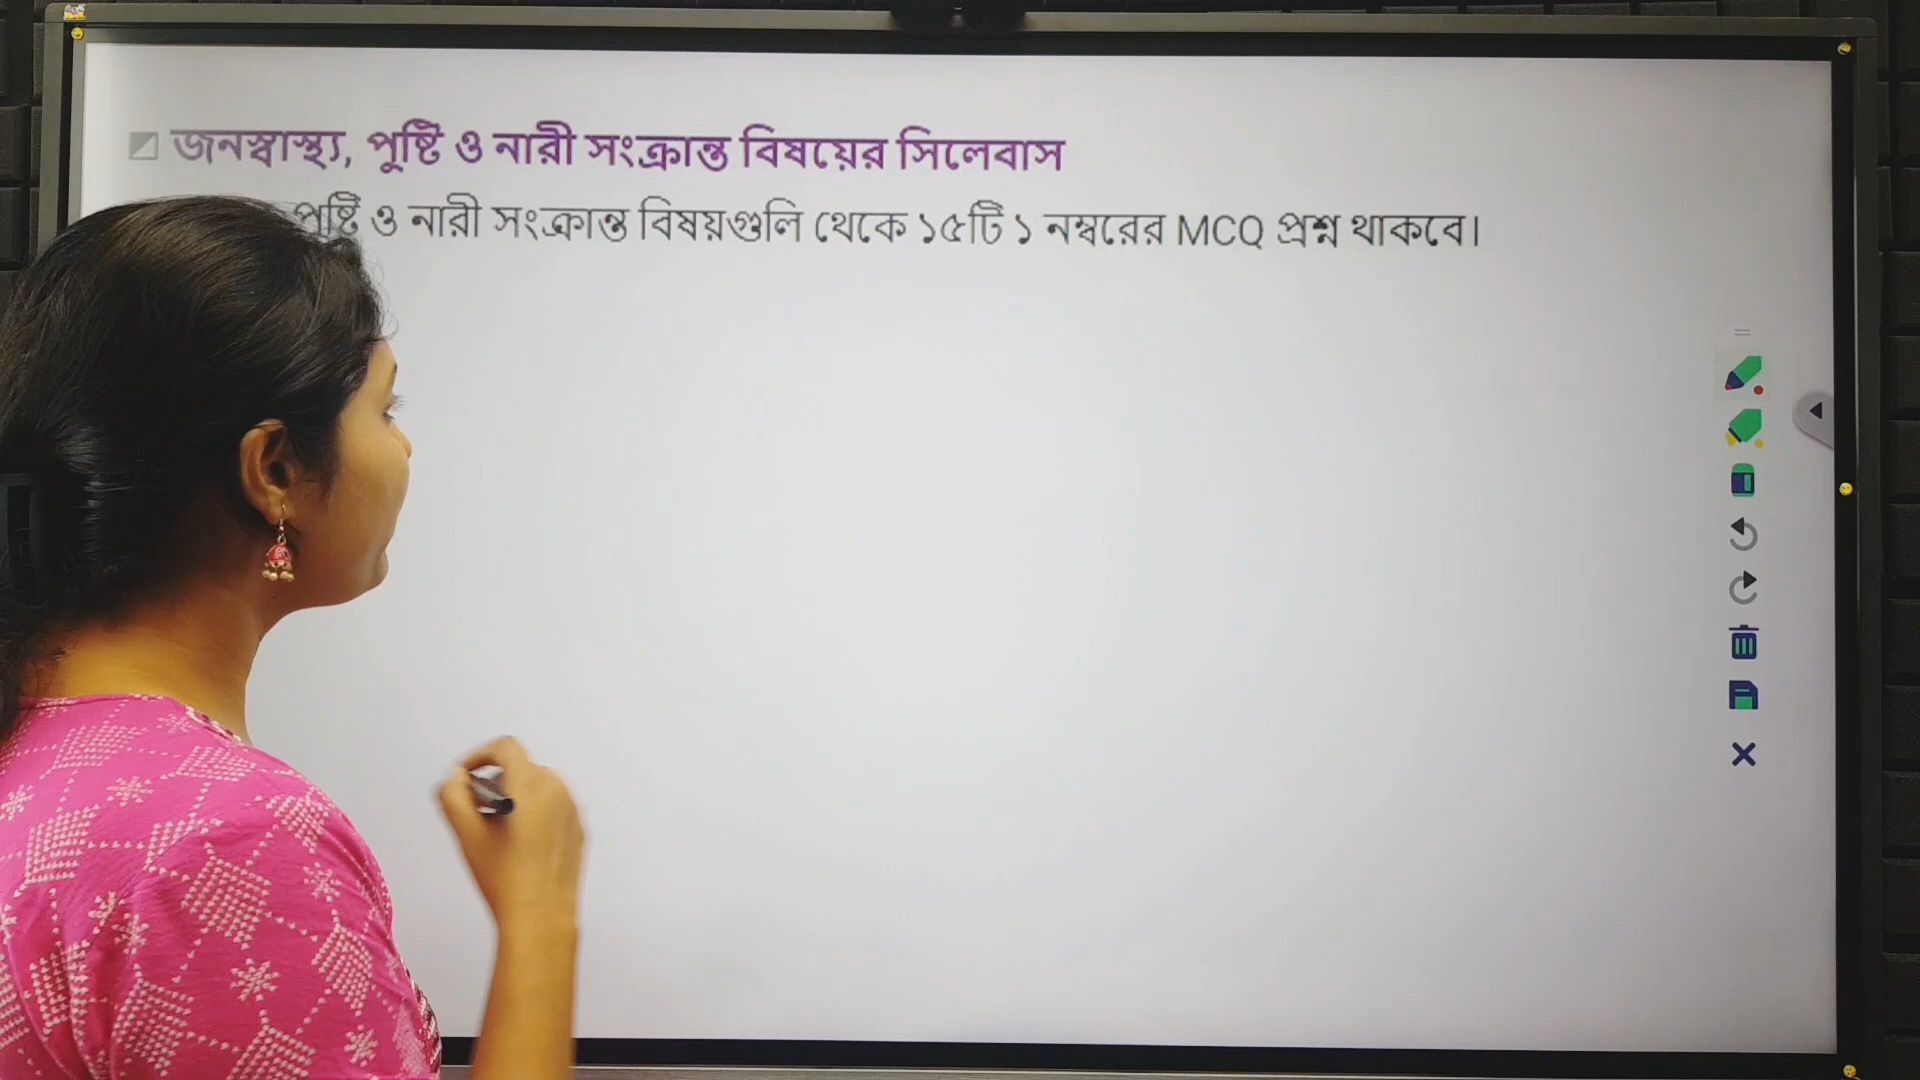 জনস্বাস্থ্য, পুষ্টি ও নারী সংক্রান্ত বিষয়ের সিলেবাস
পুষ্টি ও নারী সংক্রান্ত বিষয়গুলি থেকে ১৫টি ১ নম্বরের MCQ প্রশ্ন থাকবে।